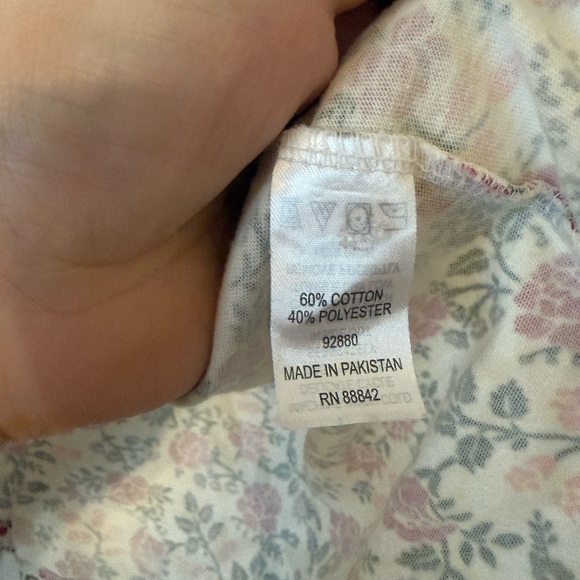 60% COTTON
40% POLYESTER
92880
MADE IN PAKISTAN
RN 88842